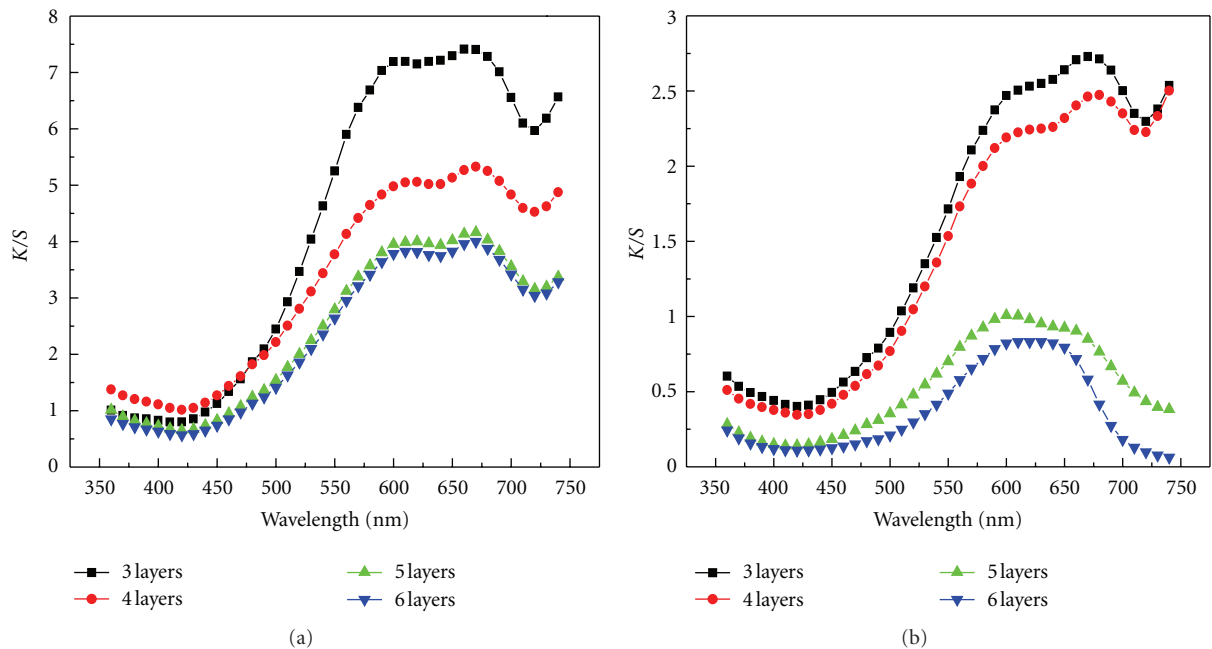 8
7
6
5
4
3
2
1
0
K/S
350 400 450 500 550 600 650 700 750
Wavelength (nm)
3 layers
4 layers
5 layers
6 layers
(a)
3
2.5
2
1.5
1
0.5
0
K/S
350 400 450 500 550 600 650 700 750
Wavelength (nm)
3 layers
4 layers
5 layers
6 layers
(b)